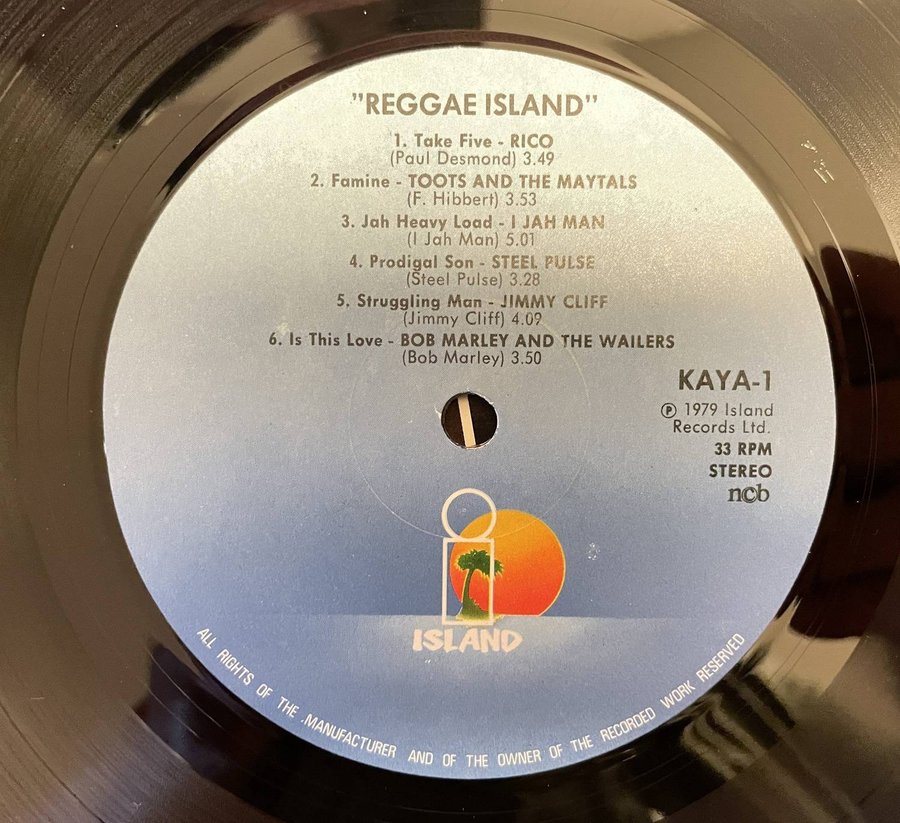 "REGGAE ISLAND"
1. Take Five - RICO
(Paul Desmond) 3.49
2. Famine - TOOTS AND THE MAYTALS
(F. Hibbert) 3.53
3. Jah Heavy Load - I JAH MAN
(I Jah Man) 5.01
4. Prodigal Son - STEEL PULSE
(Steel Pulse) 3.28
5. Struggling Man - JIMMY CLIFF
(Jimmy Cliff) 4.09
6. Is This Love - BOB MARLEY AND THE WAILERS
(Bob Marley) 3.50
KAYA-1
℗ 1979 Island
Records Ltd.
33 RPM
STEREO
ncb
ISLAND
ALL RIGHTS OF THE MANUFACTURER AND OF THE OWNER OF THE RECORDED WORK RESERVED